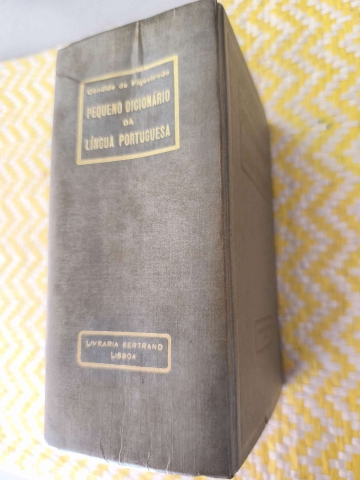 Cândido de Figueiredo
PEQUENO DICIONÁRIO
DA
LÍNGUA PORTUGUESA
LIVRARIA BERTRAND
LISBOA